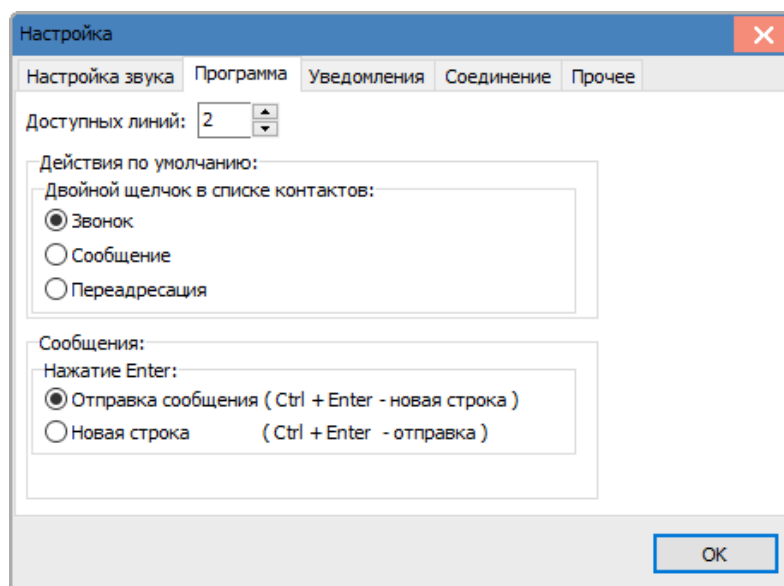 Настройка
Настройка звука Программа Уведомления Соединение Прочее
Доступных линий: 2
Действия по умолчанию:
Двойной щелчок в списке контактов:
Звонок
Сообщение
Переадресация
Сообщения:
Нажатие Enter:
Отправка сообщения ( Ctrl + Enter - новая строка )
Новая строка ( Ctrl + Enter - отправка )
OK